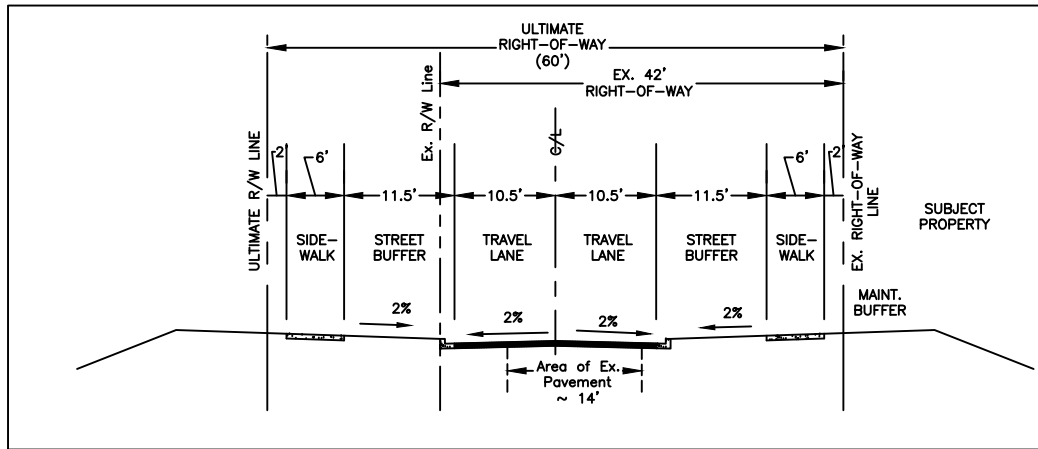 ULTIMATE
RIGHT-OF-WAY
(60')
EX. 42'
RIGHT-OF-WAY
Ex. R/W Line
C/L
ULTIMATE R/W LINE
2'
6'
11.5'
10.5'
10.5'
11.5'
6'
2'
EX. RIGHT-OF-WAY
LINE
SIDE-
WALK
STREET
BUFFER
TRAVEL
LANE
TRAVEL
LANE
STREET
BUFFER
SIDE-
WALK
SUBJECT
PROPERTY
MAINT.
BUFFER
2%
2%
2%
2%
Area of Ex.
Pavement
~ 14'